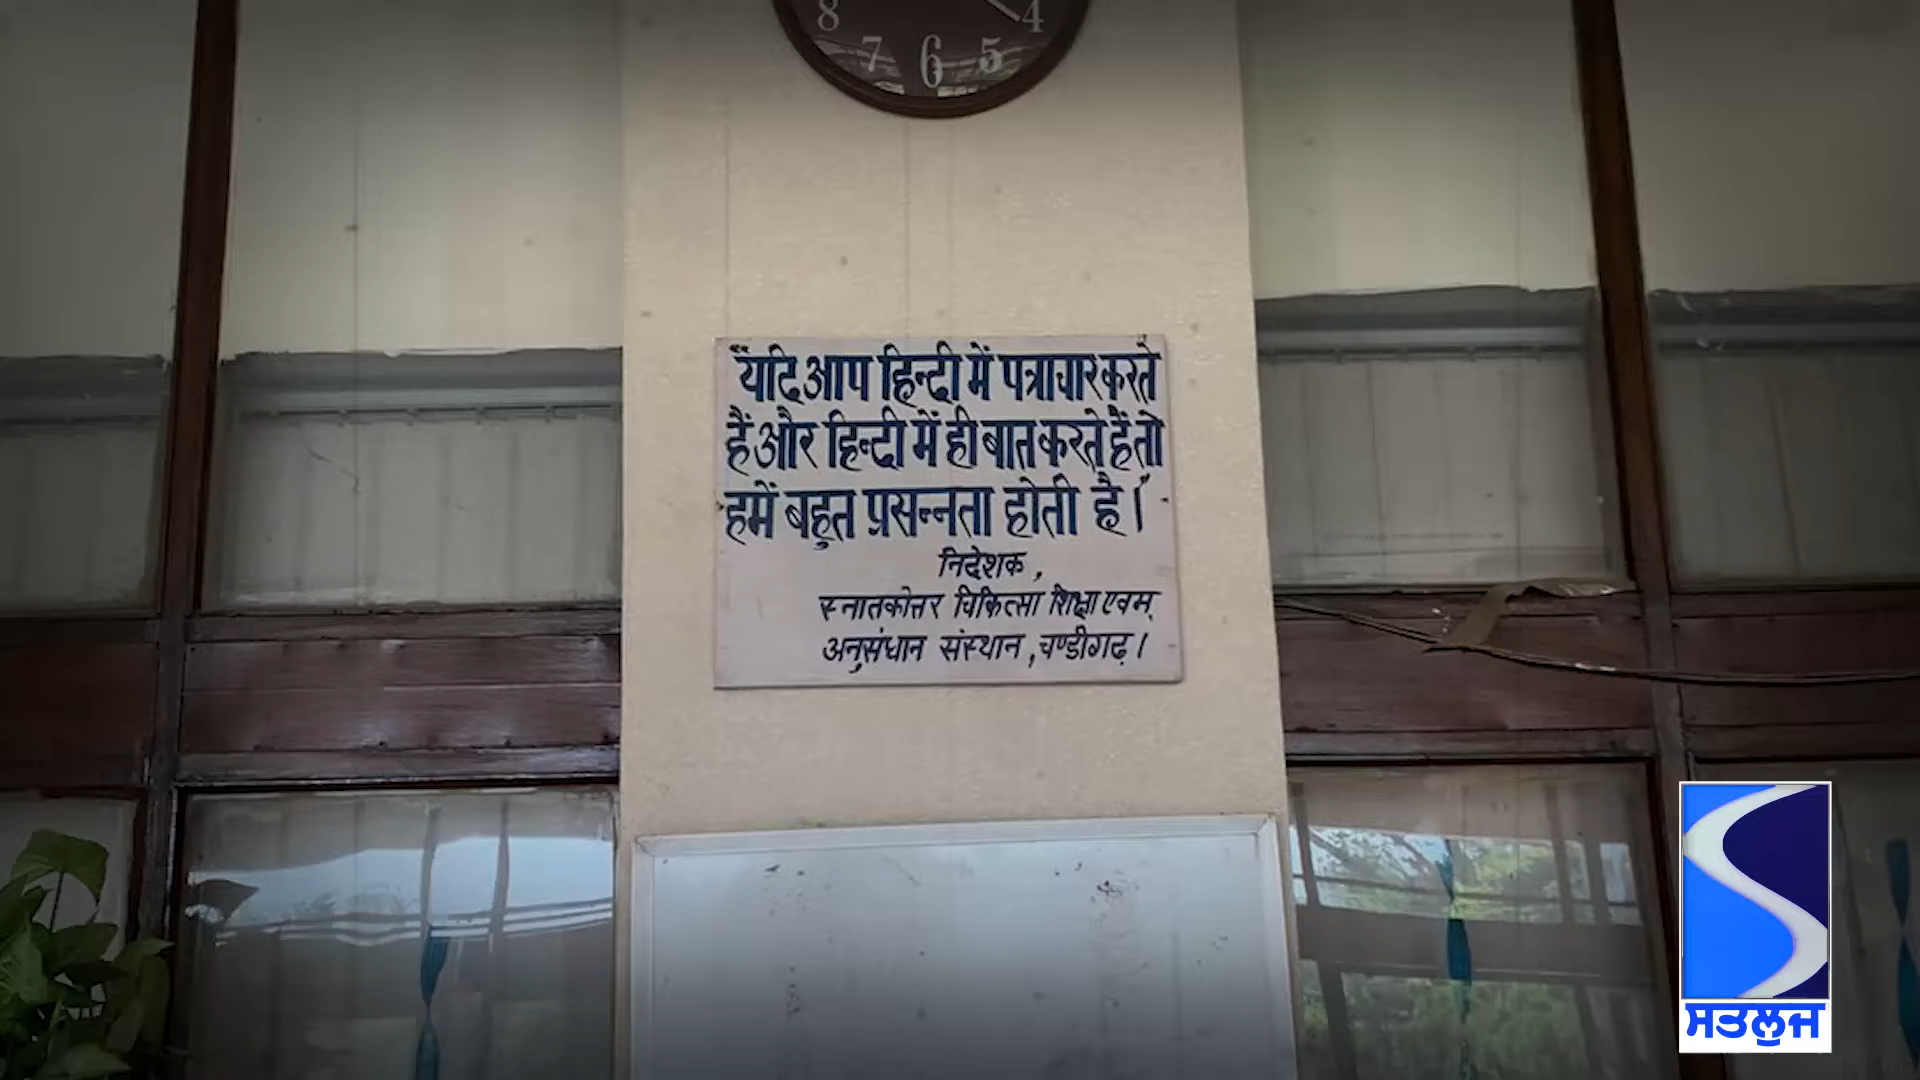 8 7 6 5 4
"यदि आप हिन्दी में पत्राचार करते
हैं और हिन्दी में ही बात करते हैं तो
हमें बहुत प्रसन्नता होती है।"
निदेशक,
स्नातकोत्तर चिकित्सा शिक्षा एवम्
अनुसंधान संस्थान, चण्डीगढ़।
ਸਤਲੁਜ